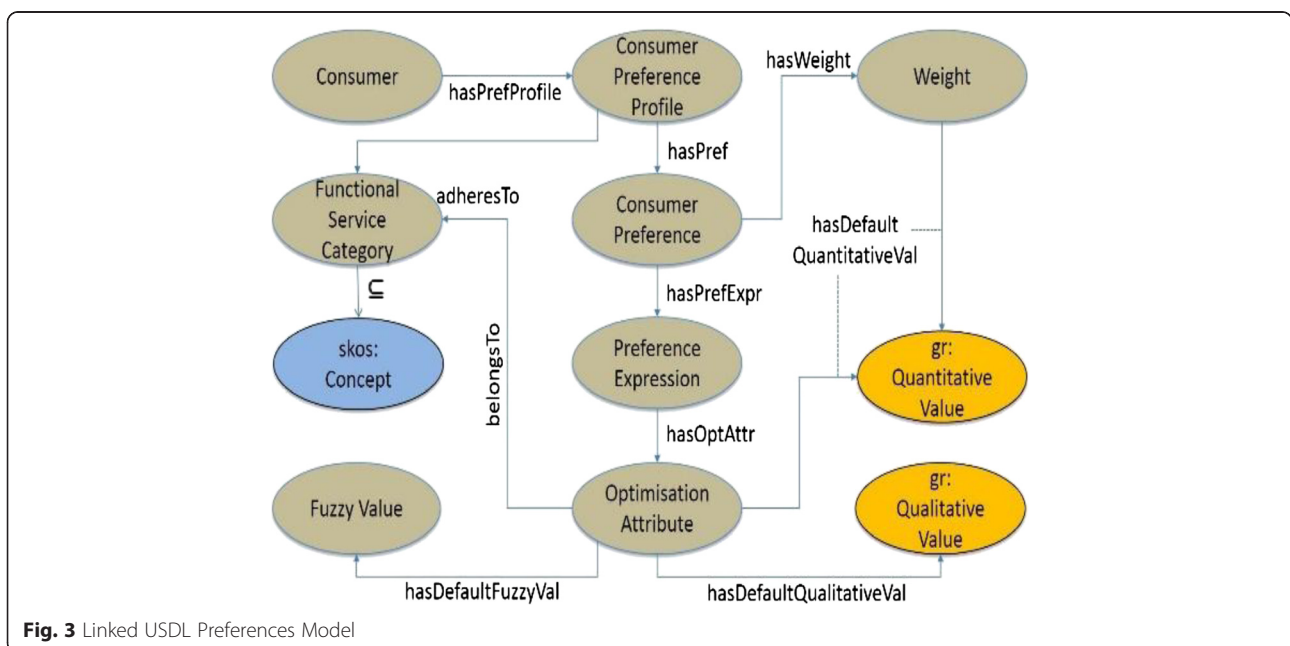 Consumer
hasPrefProfile
Consumer
Preference
Profile
hasWeight
Weight
hasPref
Functional
Service
Category
adheresTo
Consumer
Preference
hasDefault
QuantitativeVal
⊆
hasPrefExpr
skos:
Concept
belongsTo
Preference
Expression
gr:
Quantitative
Value
hasOptAttr
Fuzzy Value
Optimisation
Attribute
gr:
Qualitative
Value
hasDefaultFuzzyVal
hasDefaultQualitativeVal
Fig. 3 Linked USDL Preferences Model